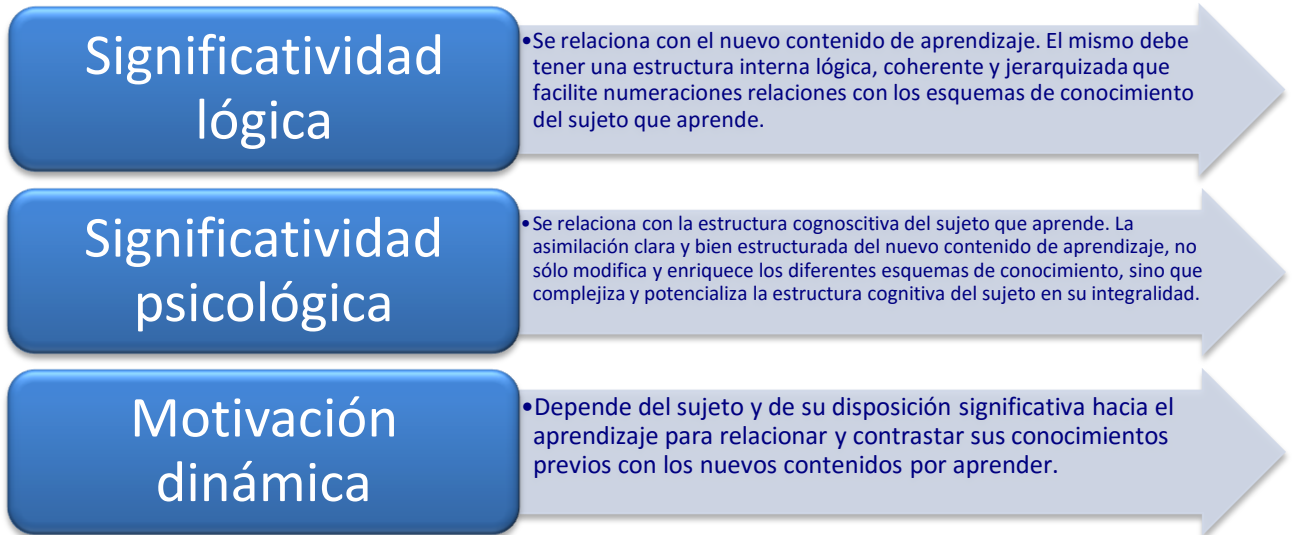 Significatividad
lógica
•Se relaciona con el nuevo contenido de aprendizaje. El mismo debe
tener una estructura interna lógica, coherente y jerarquizada que
facilite numeraciones relaciones con los esquemas de conocimiento
del sujeto que aprende.
Significatividad
psicológica
•Se relaciona con la estructura cognoscitiva del sujeto que aprende. La
asimilación clara y bien estructurada del nuevo contenido de aprendizaje, no
sólo modifica y enriquece los diferentes esquemas de conocimiento, sino que
complejiza y potencializa la estructura cognitiva del sujeto en su integralidad.
Motivación
dinámica
•Depende del sujeto y de su disposición significativa hacia el
aprendizaje para relacionar y contrastar sus conocimientos
previos con los nuevos contenidos por aprender.